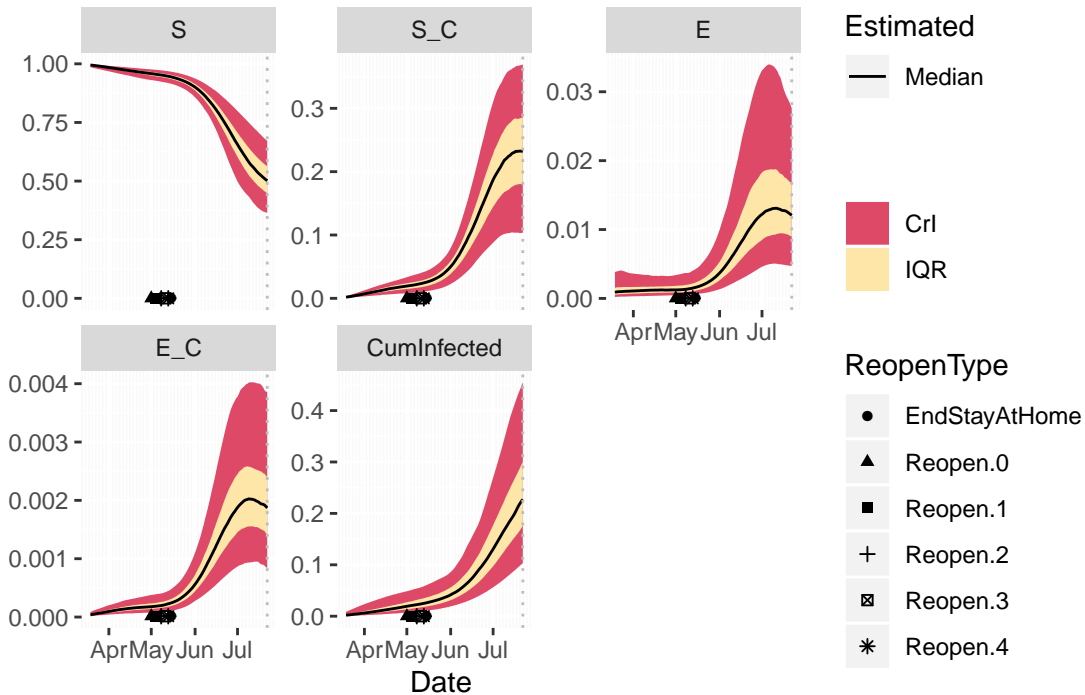 S
1.00
0.75
0.50
0.25
0.00
S_C
0.3
0.2
0.1
0.0
E
0.03
0.02
0.01
0.00
Apr May Jun Jul
E_C
0.004
0.003
0.002
0.001
0.000
Apr May Jun Jul
CumInfected
0.4
0.3
0.2
0.1
0.0
Apr May Jun Jul
Date
Estimated
Median
CrI
IQR
ReopenType
EndStayAtHome
Reopen.0
Reopen.1
Reopen.2
Reopen.3
Reopen.4